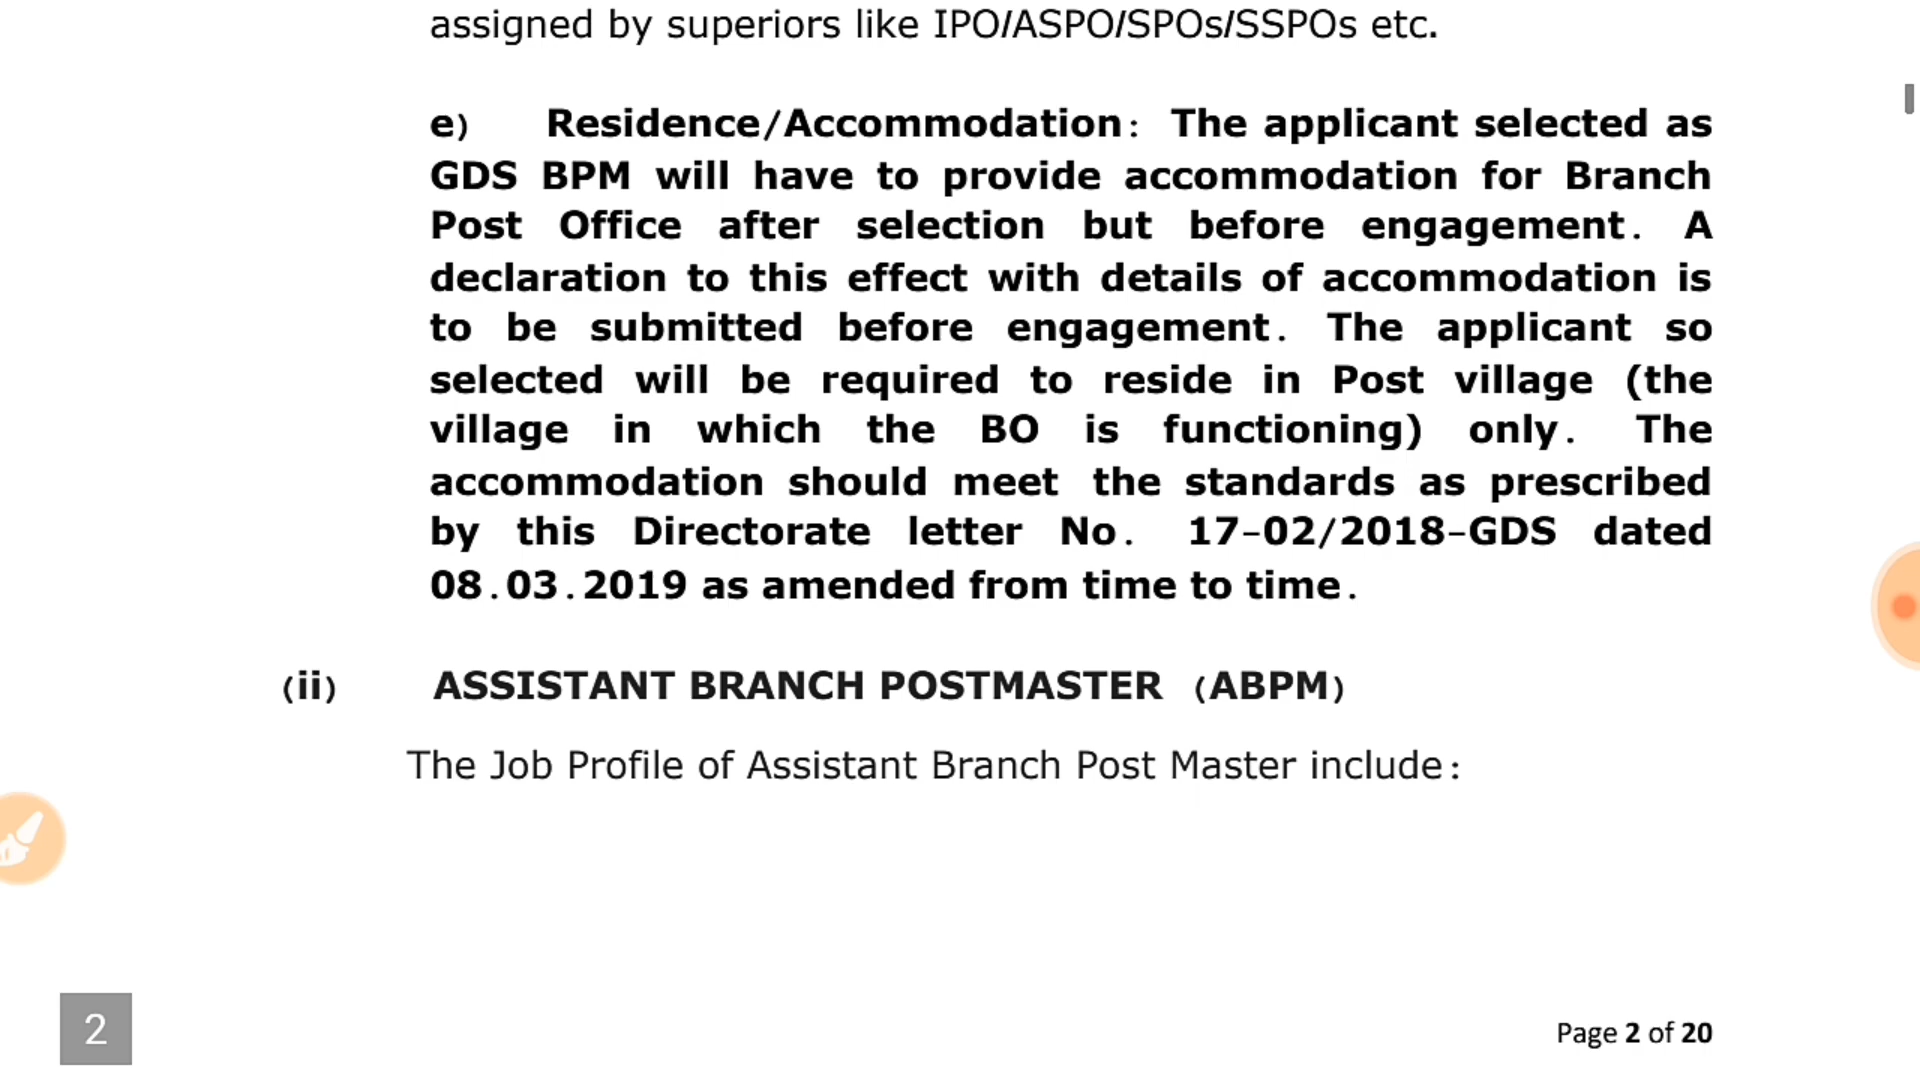 assigned by superiors like IPO/ASPO/SPOs/SSPOs etc.
e) Residence/Accommodation: The applicant selected as
GDS BPM will have to provide accommodation for Branch
Post Office after selection but before engagement. A
declaration to this effect with details of accommodation is
to be submitted before engagement. The applicant so
selected will be required to reside in Post village (the
village in which the BO is functioning) only. The
accommodation should meet the standards as prescribed
by this Directorate letter No. 17-02/2018-GDS dated
08.03.2019 as amended from time to time.
(ii) ASSISTANT BRANCH POSTMASTER (ABPM)
The Job Profile of Assistant Branch Post Master include:
2
Page 2 of 20